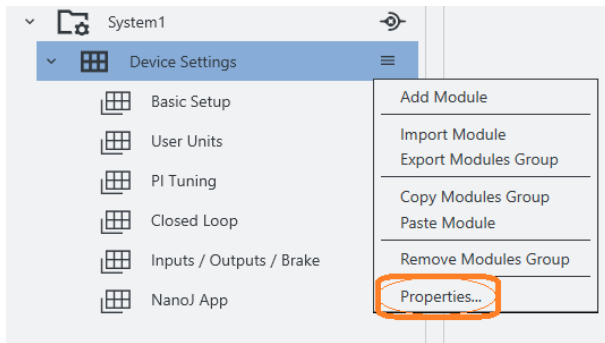 System1
Device Settings
Basic Setup
User Units
PI Tuning
Closed Loop
Inputs / Outputs / Brake
NanoJ App
Add Module
Import Module
Export Modules Group
Copy Modules Group
Paste Module
Remove Modules Group
Properties...